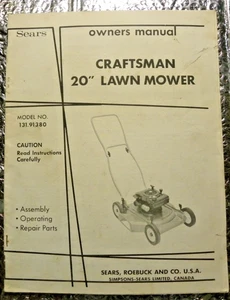 Sears
owners manual
CRAFTSMAN
20" LAWN MOWER
MODEL NO.
131.91380
CAUTION
Read Instructions
Carefully
• Assembly
• Operating
• Repair Parts
SEARS, ROEBUCK AND CO. U.S.A.
SIMPSONS-SEARS LIMITED, CANADA